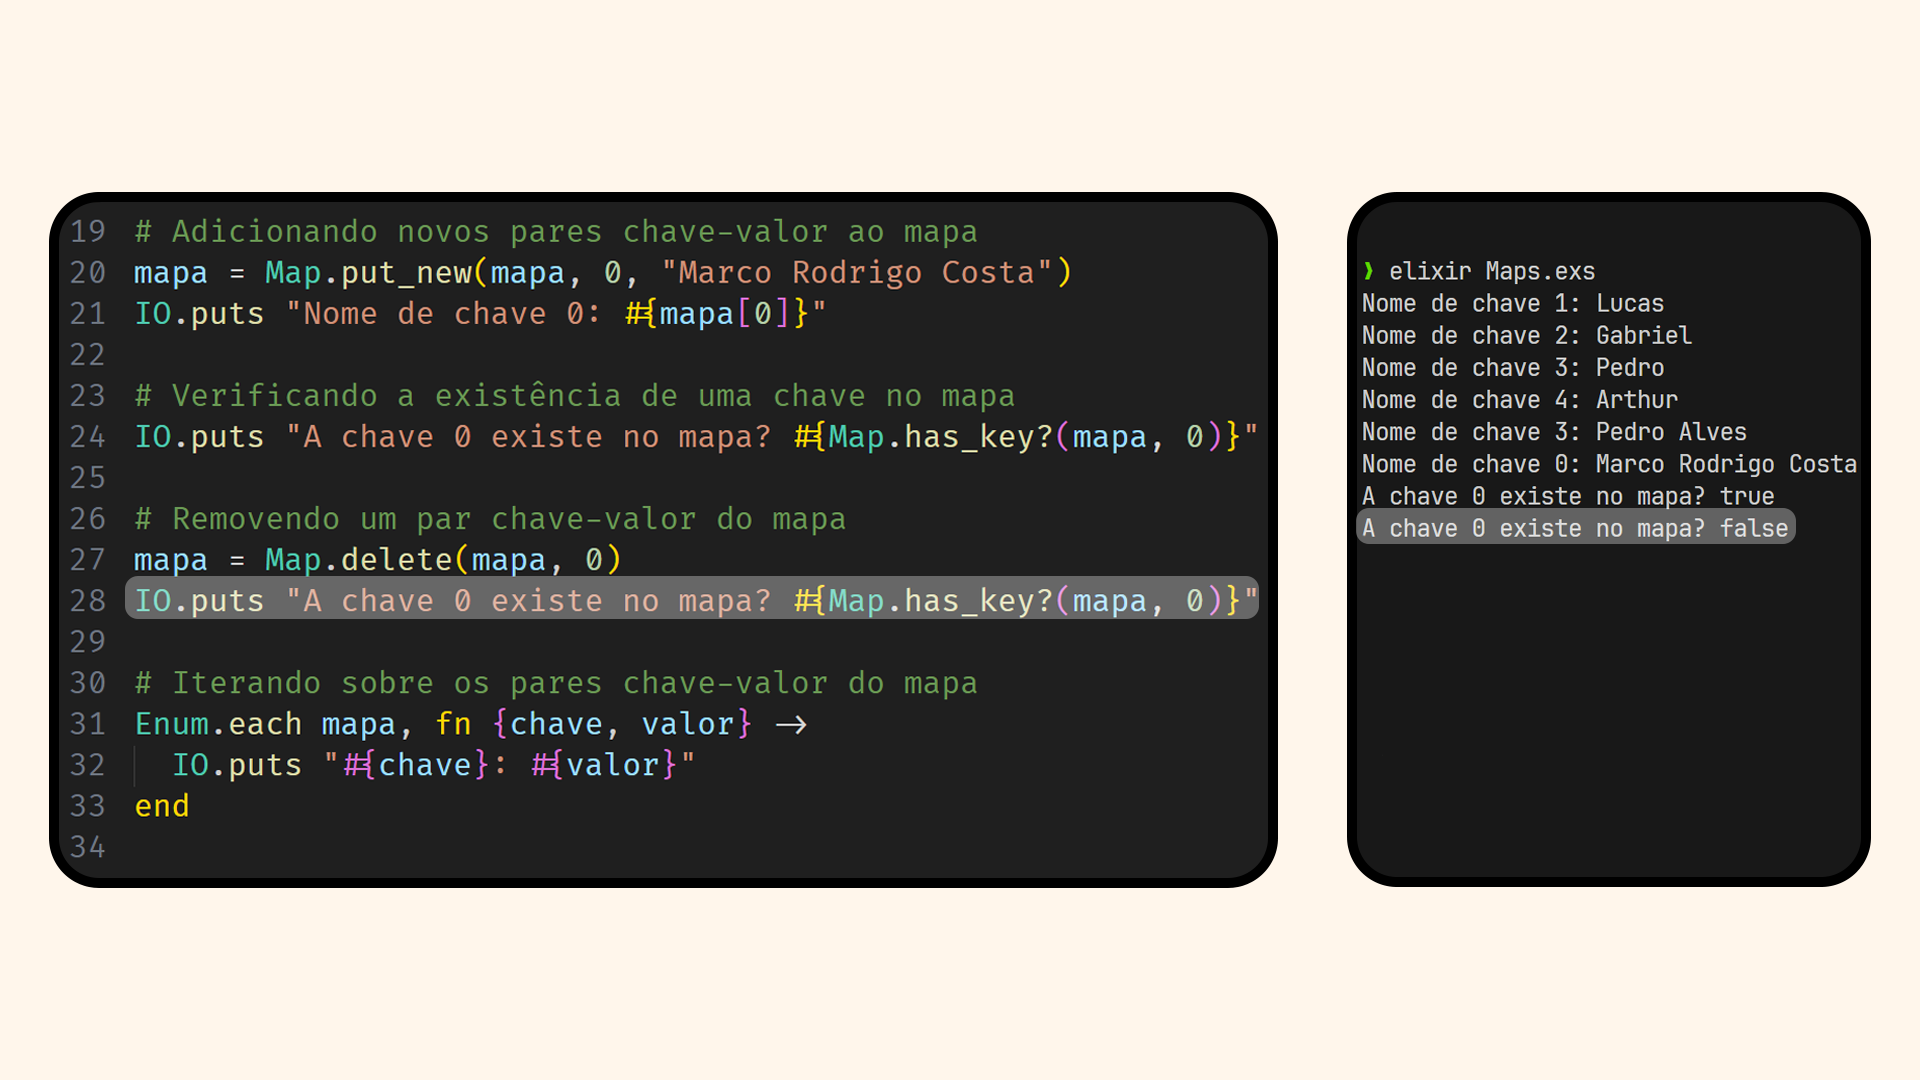 19 # Adicionando novos pares chave-valor ao mapa
20 mapa = Map.put_new(mapa, 0, "Marco Rodrigo Costa")
21 IO.puts "Nome de chave 0: #{mapa[0]}"
22
23 # Verificando a existência de uma chave no mapa
24 IO.puts "A chave 0 existe no mapa? #{Map.has_key?(mapa, 0)}"
25
26 # Removendo um par chave-valor do mapa
27 mapa = Map.delete(mapa, 0)
28 IO.puts "A chave 0 existe no mapa? #{Map.has_key?(mapa, 0)}"
29
30 # Iterando sobre os pares chave-valor do mapa
31 Enum.each mapa, fn {chave, valor} ->
32   IO.puts "#{chave}: #{valor}"
33 end
34
❯ elixir Maps.exs
Nome de chave 1: Lucas
Nome de chave 2: Gabriel
Nome de chave 3: Pedro
Nome de chave 4: Arthur
Nome de chave 3: Pedro Alves
Nome de chave 0: Marco Rodrigo Costa
A chave 0 existe no mapa? true
A chave 0 existe no mapa? false